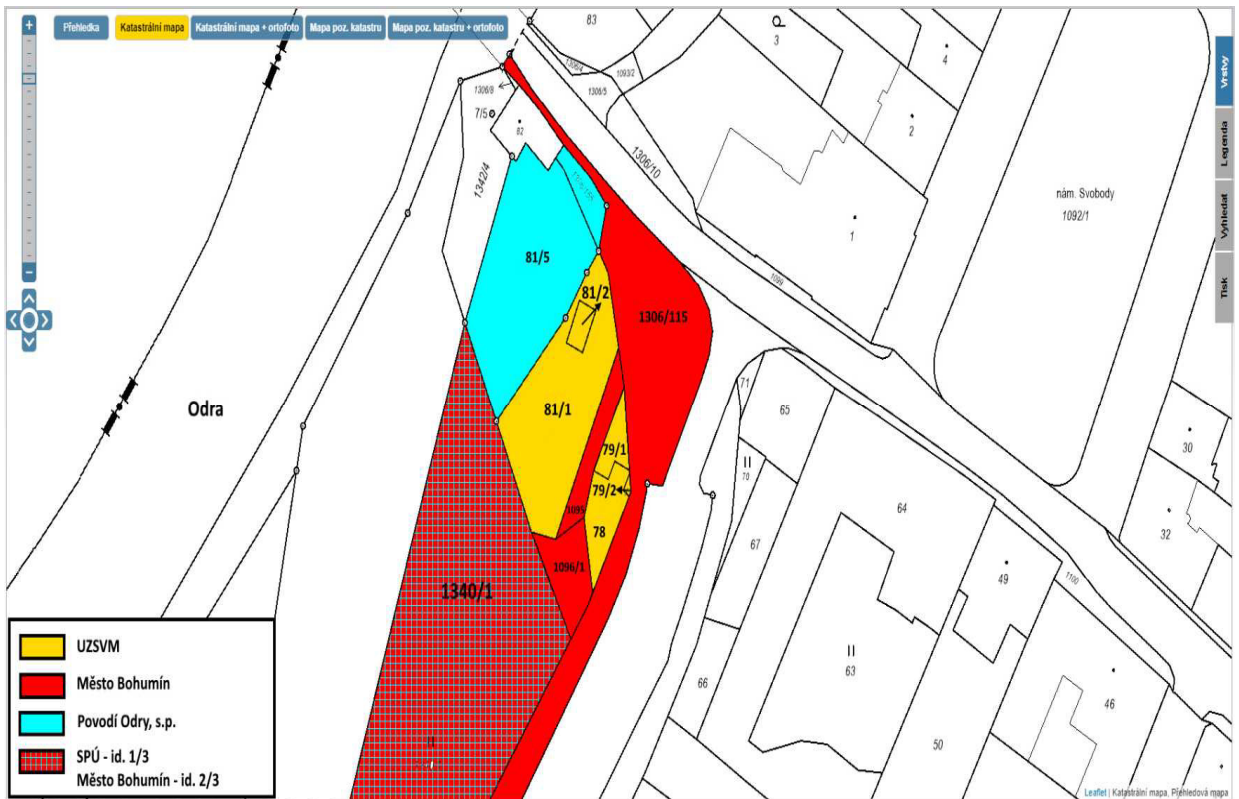 Přehledka
Katastrální mapa
Katastrální mapa + ortofoto
Mapa poz. katastru
Mapa poz. katastru + ortofoto
Vrstvy
Legenda
Vyhledat
Tisk
83
3
4
2
1
1306/4
1093/2
1306/5
1306/8
7/5
82
1342/4
1306/10
nám. Svobody
1092/1
1099
81/5
81/2
1306/115
81/1
Odra
79/1
79/2
78
1095
1096/1
1340/1
71
65
70
64
67
66
63
49
50
46
1100
30
32
UZSVM
Město Bohumín
Povodí Odry, s.p.
SPÚ - id. 1/3
Město Bohumín - id. 2/3
Leaflet | Katastrální mapa, Přehledová mapa